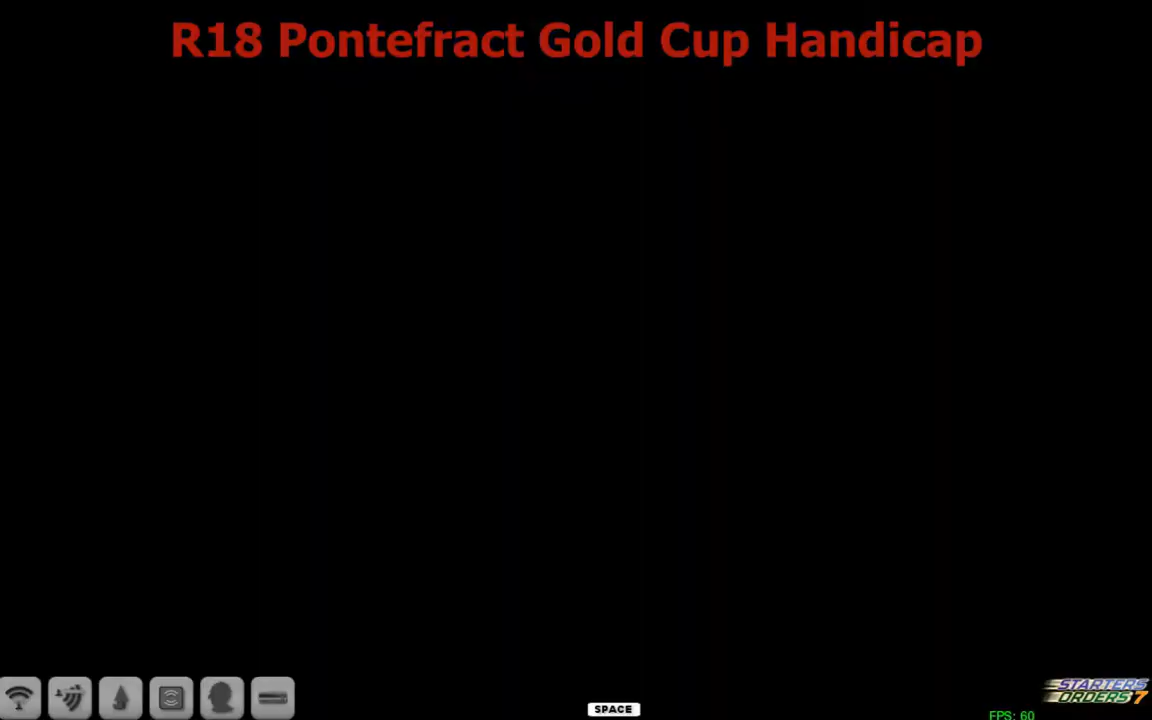 R18 Pontefract Gold Cup Handicap
SPACE
STARTERS
ORDERS 7
FPS: 60